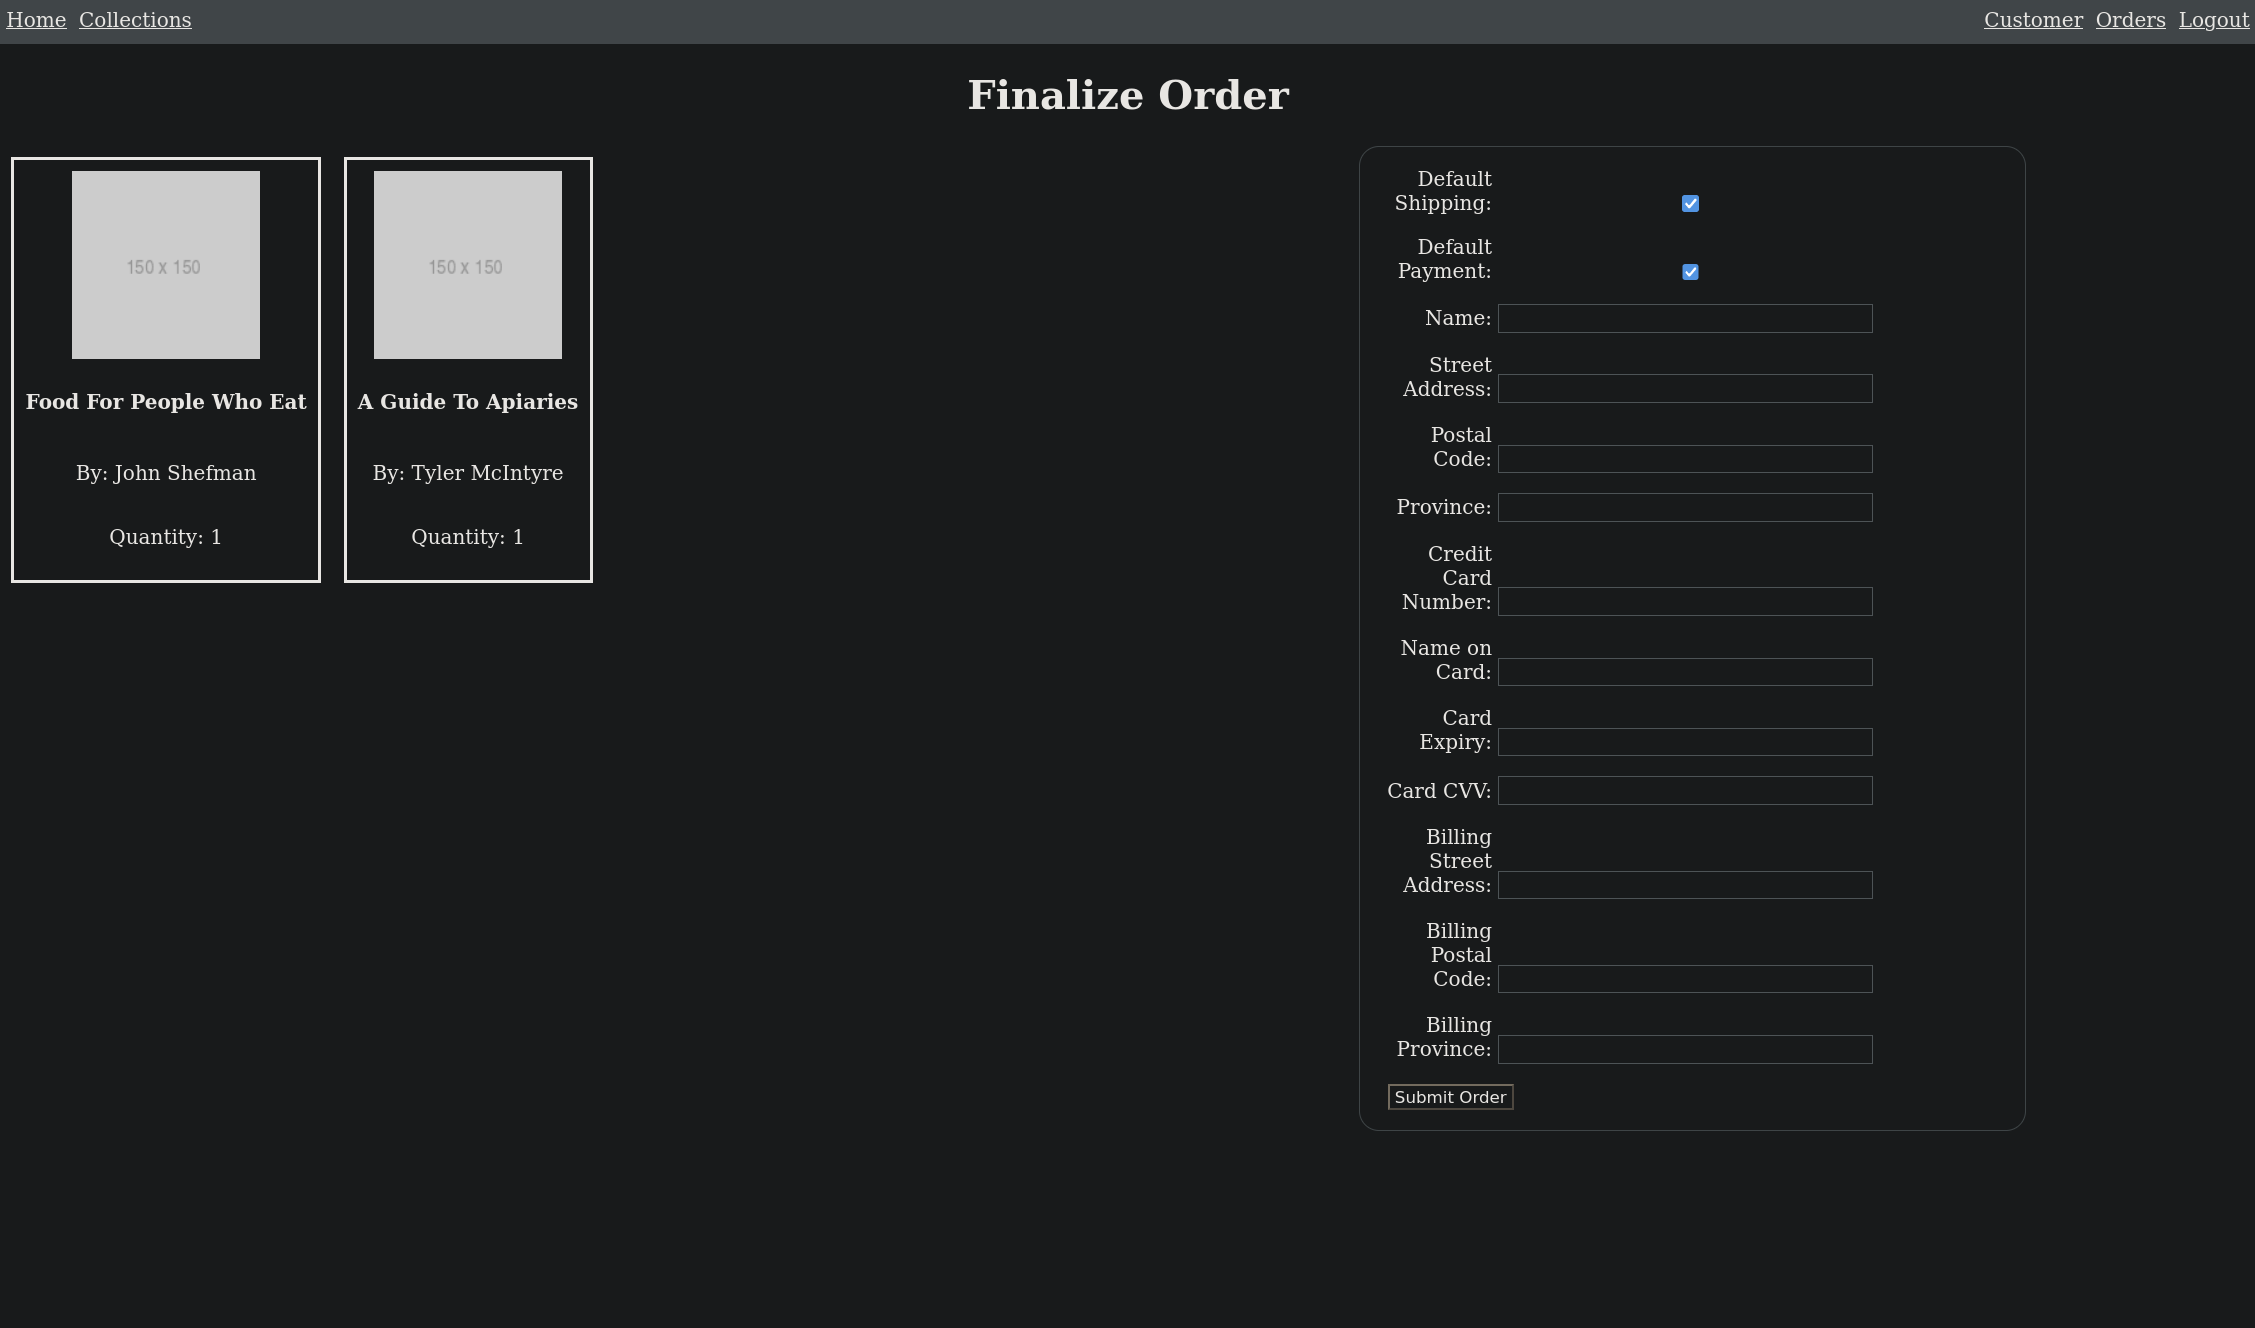 Home Collections Customer Orders Logout
Finalize Order
150 x 150
Food For People Who Eat
By: John Shefman
Quantity: 1
150 x 150
A Guide To Apiaries
By: Tyler McIntyre
Quantity: 1
Default
Shipping:
Default
Payment:
Name:
Street
Address:
Postal
Code:
Province:
Credit
Card
Number:
Name on
Card:
Card
Expiry:
Card CVV:
Billing
Street
Address:
Billing
Postal
Code:
Billing
Province:
Submit Order